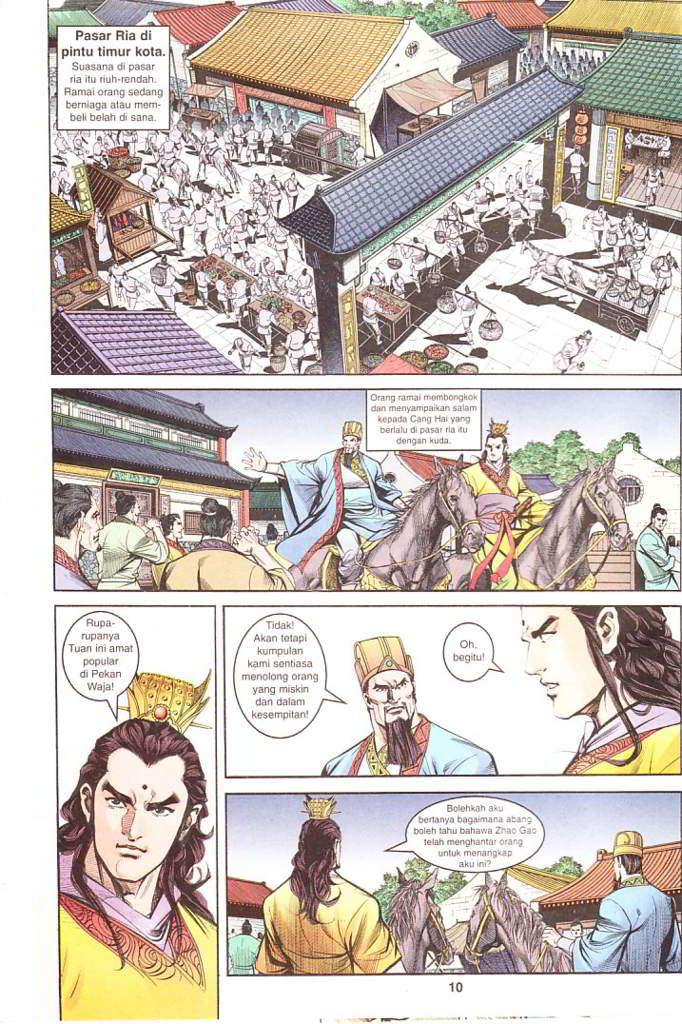 Pasar Ria di
pintu timur kota.
Suasana di pasar
ria itu riuh-rendah.
Ramai orang sedang
berniaga atau mem-
beli belah di sana.
Orang ramai membongkok
dan menyampaikan salam
kepada Cang Hai yang
berlalu di pasar ria itu
dengan kuda.
Rupa-
rupanya
Tuan ini amat
popular
di Pekan
Waja!
Tidak!
Akan tetapi
kumpulan
kami sentiasa
menolong orang
yang miskin
dan dalam
kesempitan!
Oh,
begitu!
Bolehkah aku
bertanya bagaimana abang
boleh tahu bahawa Zhao Gao
telah menghantar orang
untuk menangkap
aku ini?
10